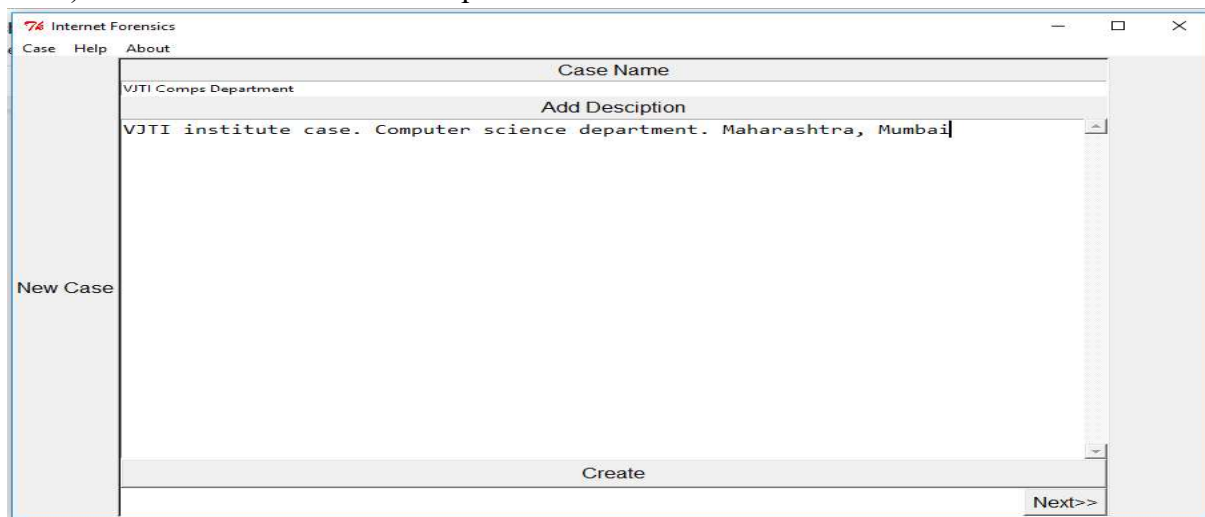 Internet Forensics
Case Help About
Case Name
VJTI Comps Department
Add Desciption
VJTI institute case. Computer science department. Maharashtra, Mumbai
New Case
Create
Next>>